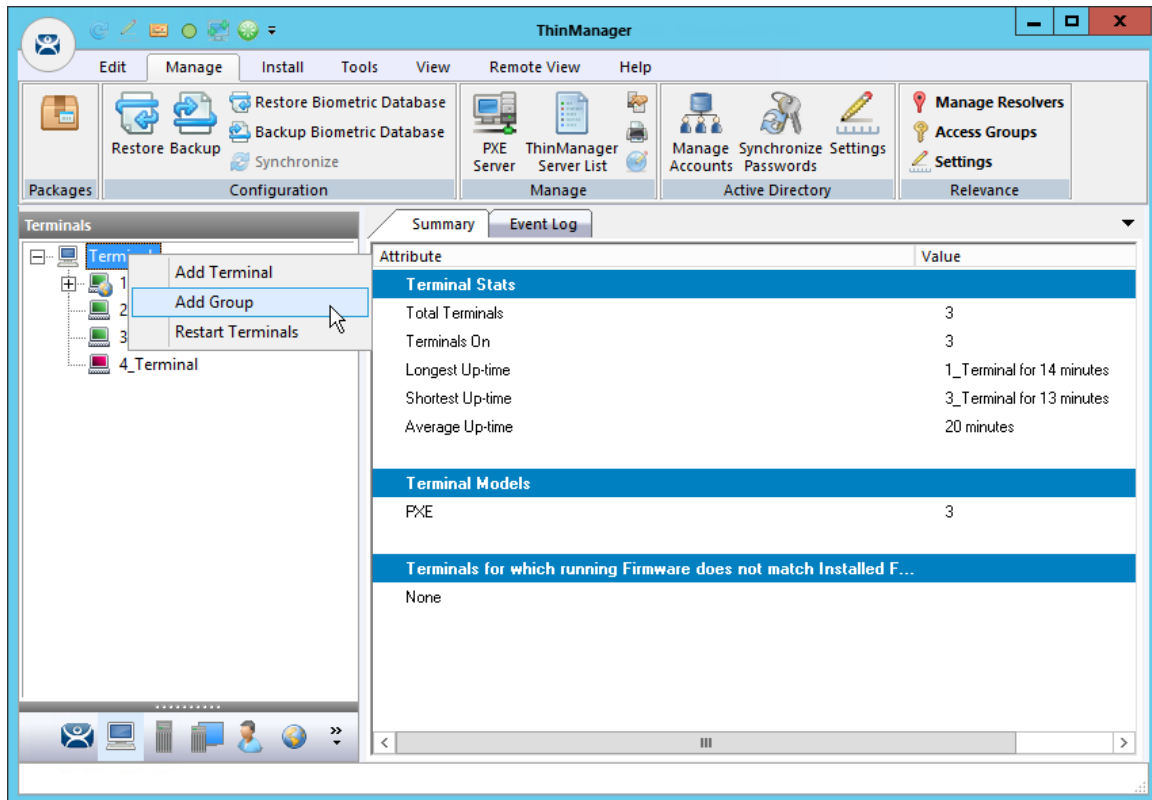 ThinManager
Edit Manage Install Tools View Remote View Help
Restore Biometric Database
Backup Biometric Database
Synchronize
Restore Backup
PXE Server
ThinManager Server List
Manage Accounts
Synchronize Passwords
Settings
Manage Resolvers
Access Groups
Settings
Packages Configuration Manage Active Directory Relevance
Terminals
Summary Event Log
Attribute Value
Add Terminal
Add Group
Restart Terminals
1
2
3
4_Terminal
Terminal Stats
Total Terminals 3
Terminals On 3
Longest Up-time 1_Terminal for 14 minutes
Shortest Up-time 3_Terminal for 13 minutes
Average Up-time 20 minutes
Terminal Models
PXE 3
Terminals for which running Firmware does not match Installed F...
None